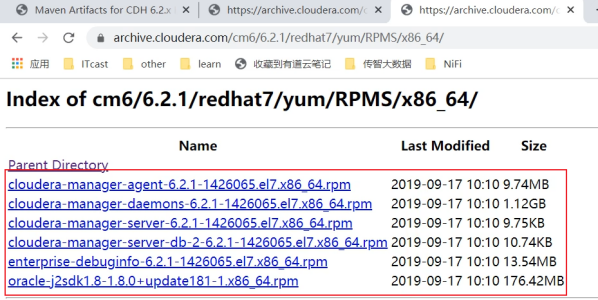 Maven Artifacts for CDH 6.2.x
https://archive.cloudera.com/c
https://archive.cloudera.com/c
archive.cloudera.com/cm6/6.2.1/redhat7/yum/RPMS/x86_64/
应用 ITcast other learn 收藏到有道云笔记 传智大数据 NiFi
Index of cm6/6.2.1/redhat7/yum/RPMS/x86_64/
Name Last Modified Size
Parent Directory
cloudera-manager-agent-6.2.1-1426065.el7.x86_64.rpm 2019-09-17 10:10 9.74MB
cloudera-manager-daemons-6.2.1-1426065.el7.x86_64.rpm 2019-09-17 10:10 1.12GB
cloudera-manager-server-6.2.1-1426065.el7.x86_64.rpm 2019-09-17 10:10 9.75KB
cloudera-manager-server-db-2-6.2.1-1426065.el7.x86_64.rpm 2019-09-17 10:10 10.74KB
enterprise-debuginfo-6.2.1-1426065.el7.x86_64.rpm 2019-09-17 10:10 13.54MB
oracle-j2sdk1.8-1.8.0+update181-1.x86_64.rpm 2019-09-17 10:10 176.42MB